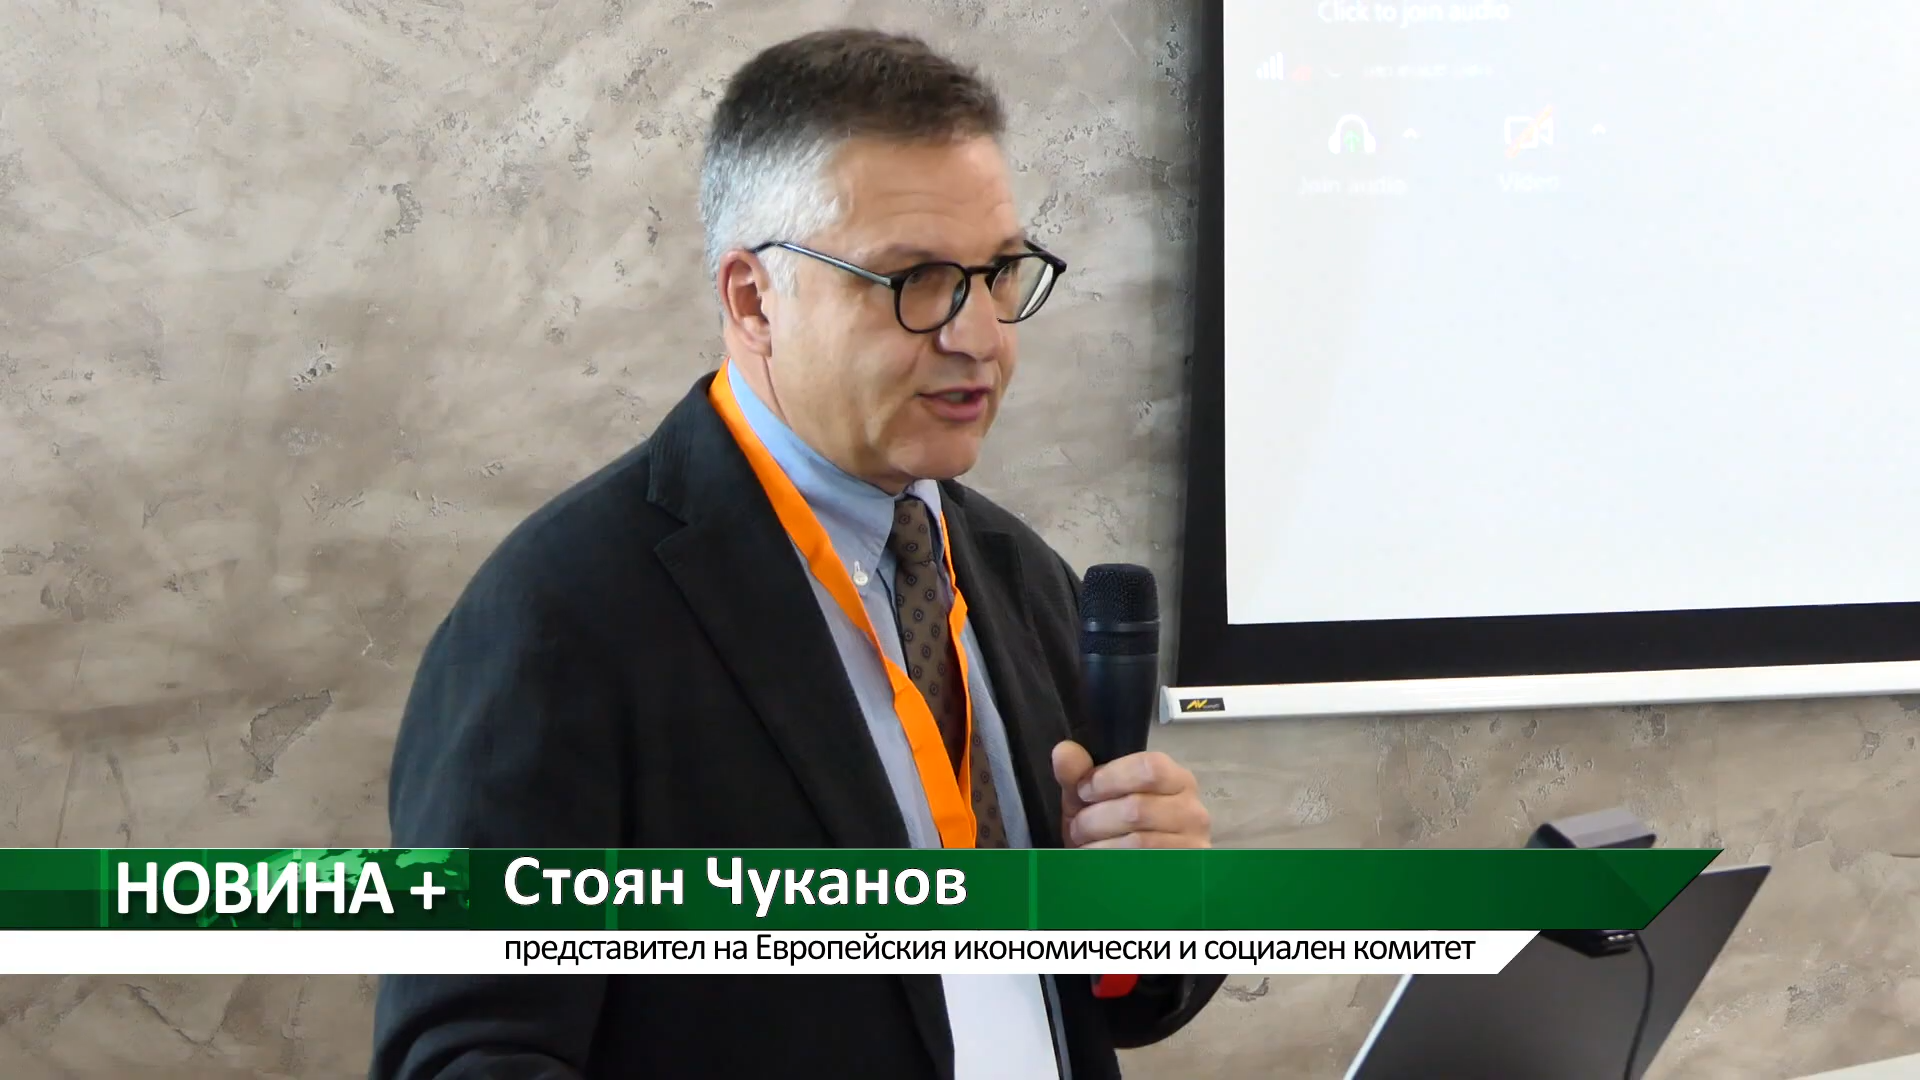 Click to join audio
Join audio
Video
НОВИНА +
Стоян Чуканов
представител на Европейския икономически и социален комитет